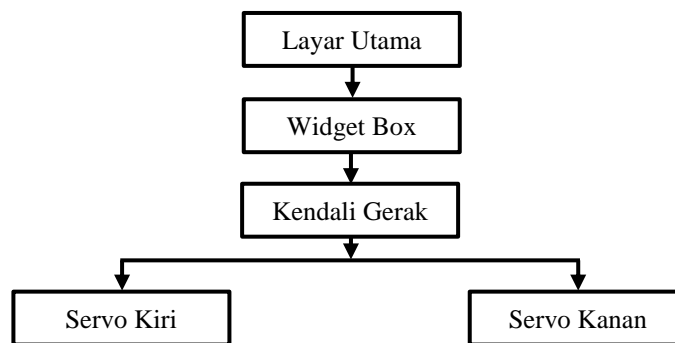 Layar Utama
Widget Box
Kendali Gerak
Servo Kiri
Servo Kanan